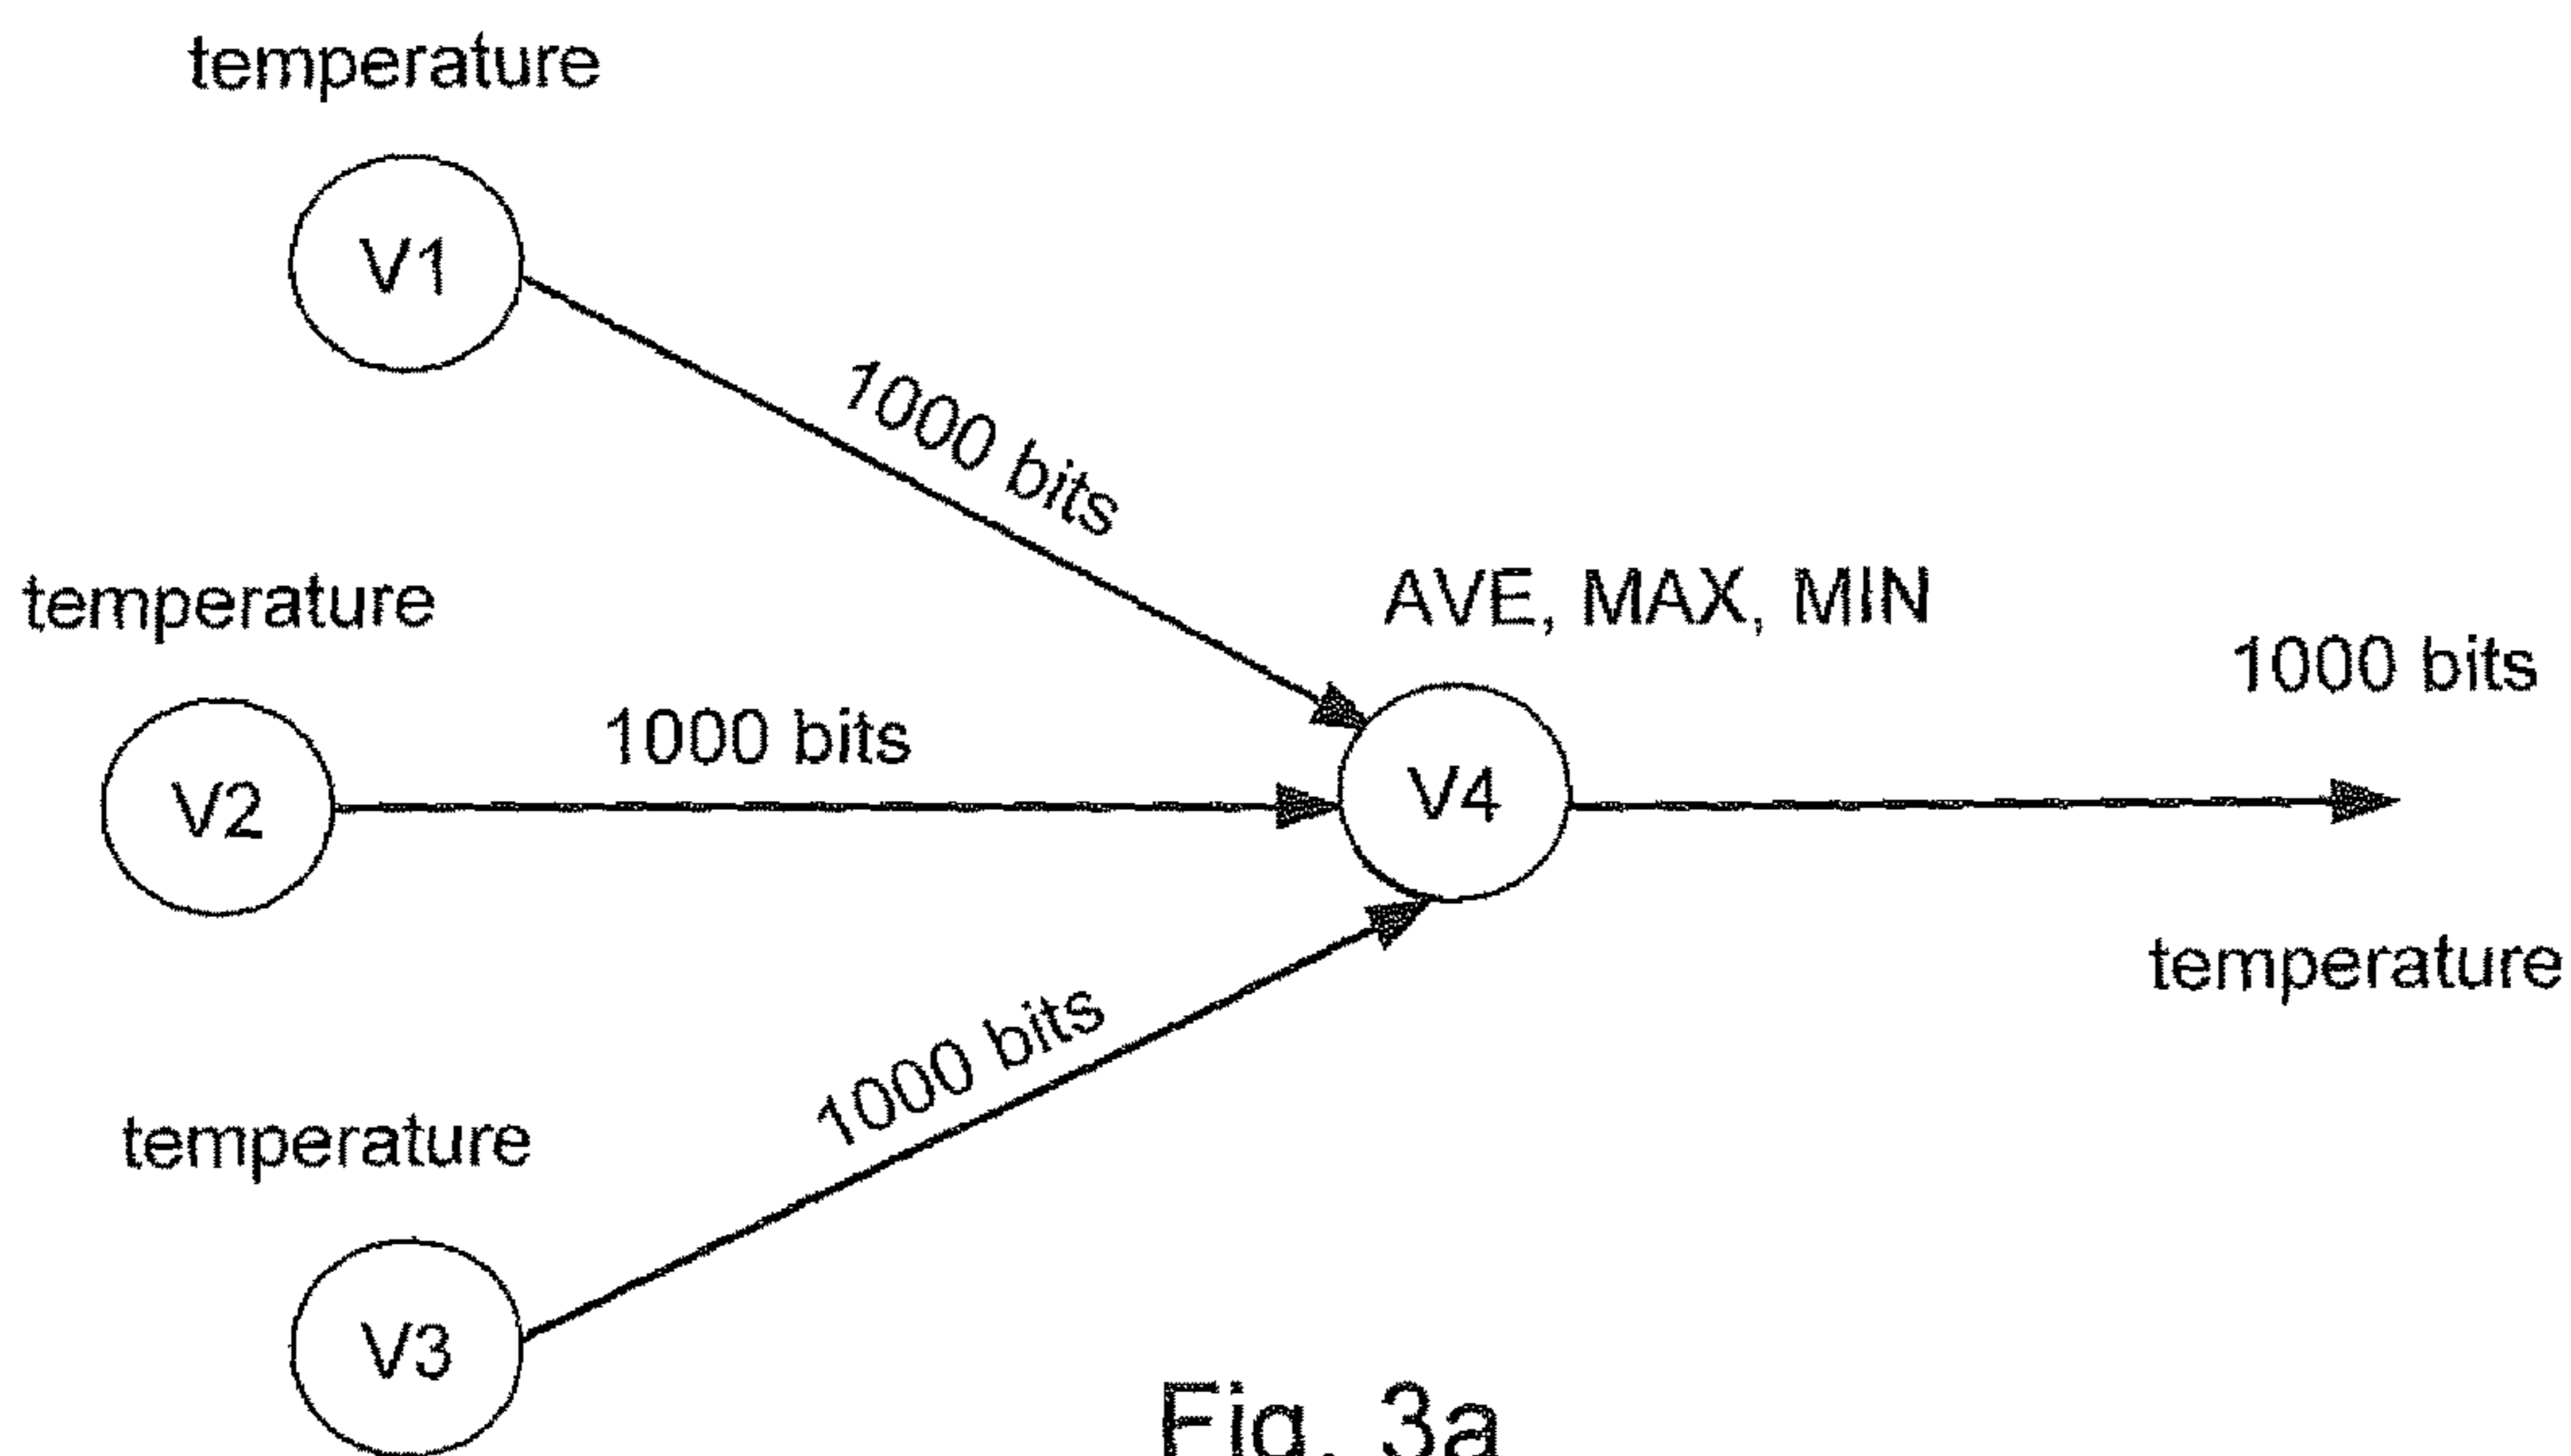 temperature
V1
1000 bits
temperature
AVE, MAX, MIN
1000 bits
1000 bits
V2
V4
temperature
1000 bits
temperature
V3
Fig. 3a